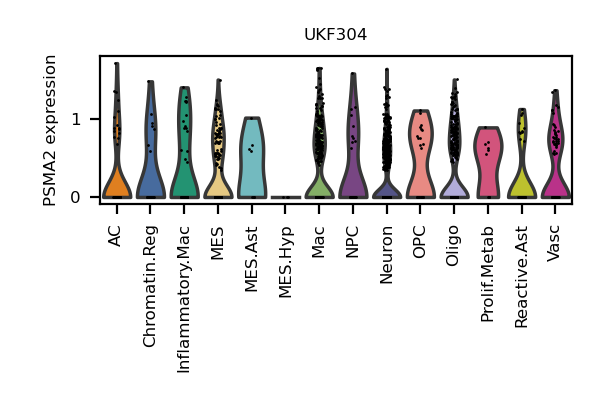 UKF304
PSMA2 expression
1
0
AC
Chromatin.Reg
Inflammatory.Mac
MES
MES.Ast
MES.Hyp
Mac
NPC
Neuron
OPC
Oligo
Prolif.Metab
Reactive.Ast
Vasc